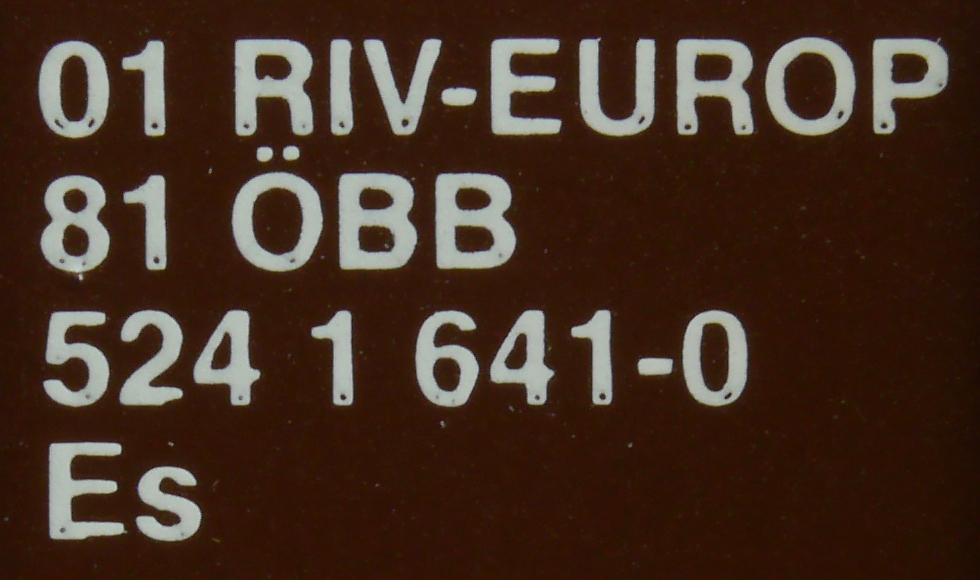 01 RIV-EUROP
81 ÖBB
524 1 641-0
Es